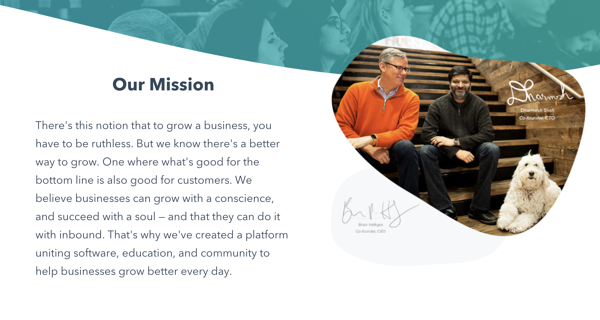 Our Mission
There's this notion that to grow a business, you
have to be ruthless. But we know there's a better
way to grow. One where what's good for the
bottom line is also good for customers. We
believe businesses can grow with a conscience,
and succeed with a soul – and that they can do it
with inbound. That's why we've created a platform
uniting software, education, and community to
help businesses grow better every day.
Dharmesh
Dharmesh Shah
Co-founder, CTO
Brian Halligan
Co-founder, CEO